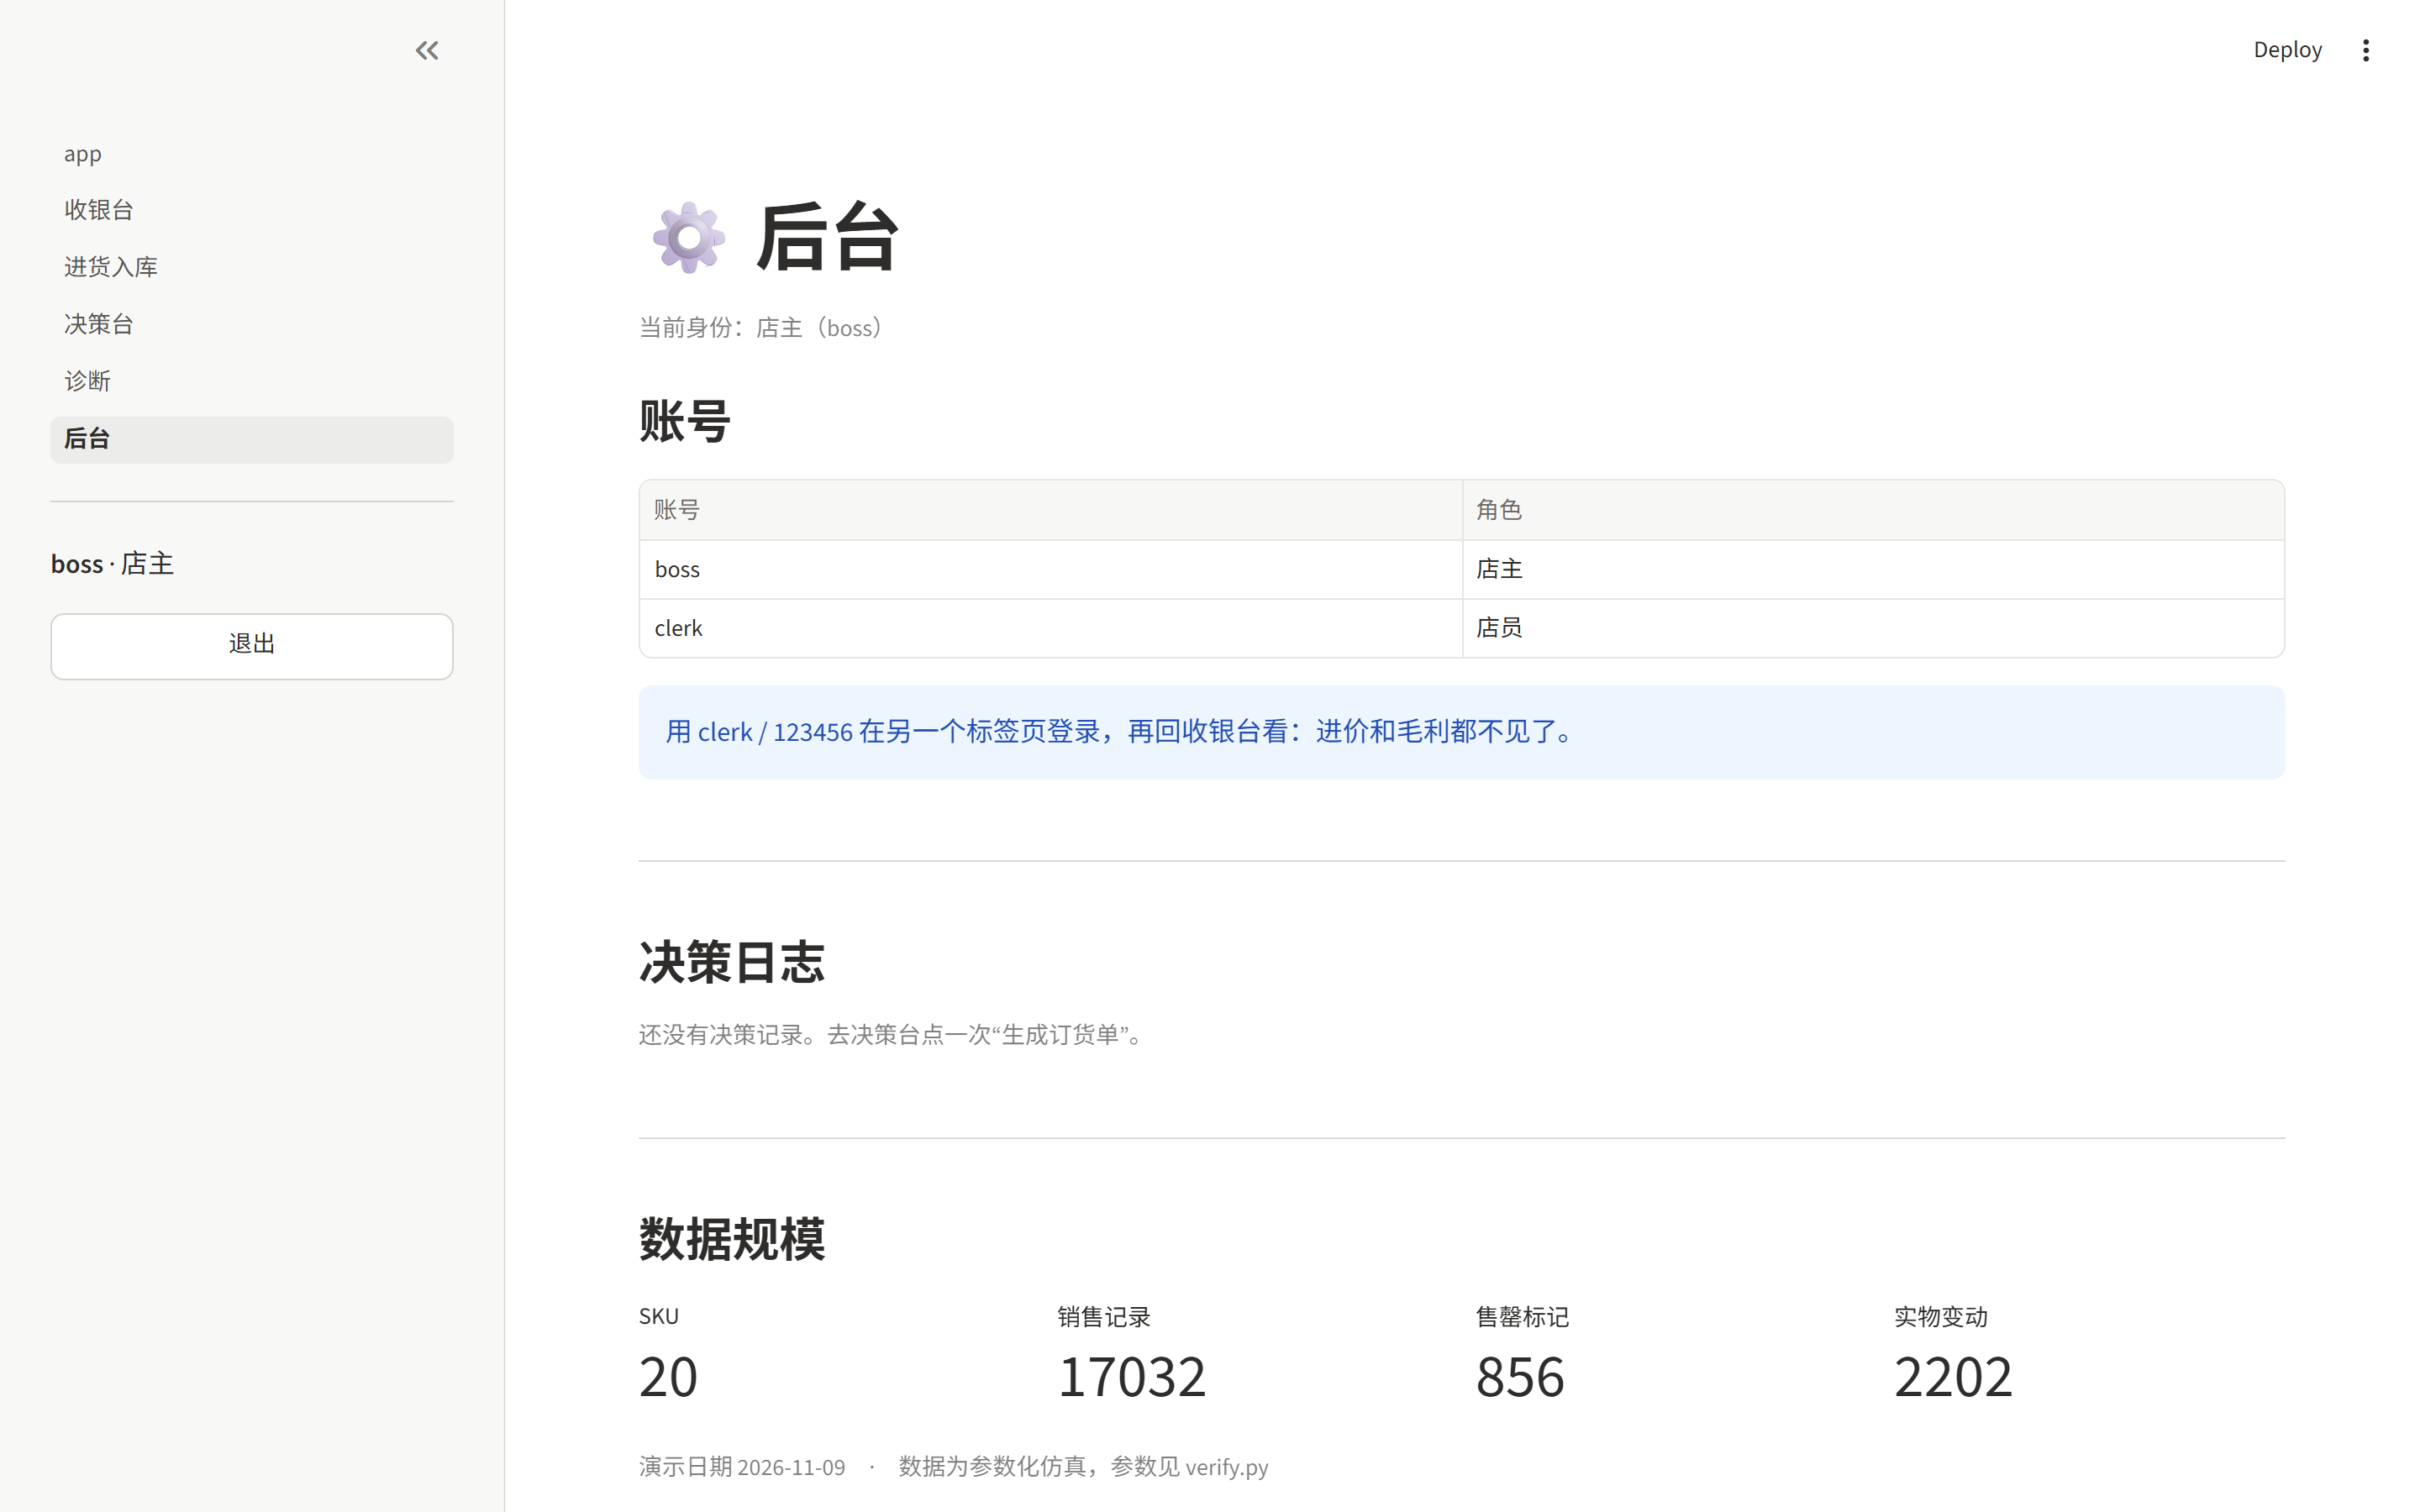 Deploy
app
收银台
进货入库
决策台
诊断
后台
boss · 店主
退出
后台
当前身份：店主（boss）
账号
账号 角色
boss 店主
clerk 店员
用 clerk / 123456 在另一个标签页登录，再回收银台看：进价和毛利都不见了。
决策日志
还没有决策记录。去决策台点一次“生成订货单”。
数据规模
SKU 销售记录 售罄标记 实物变动
20 17032 856 2202
演示日期 2026-11-09 · 数据为参数化仿真，参数见 verify.py